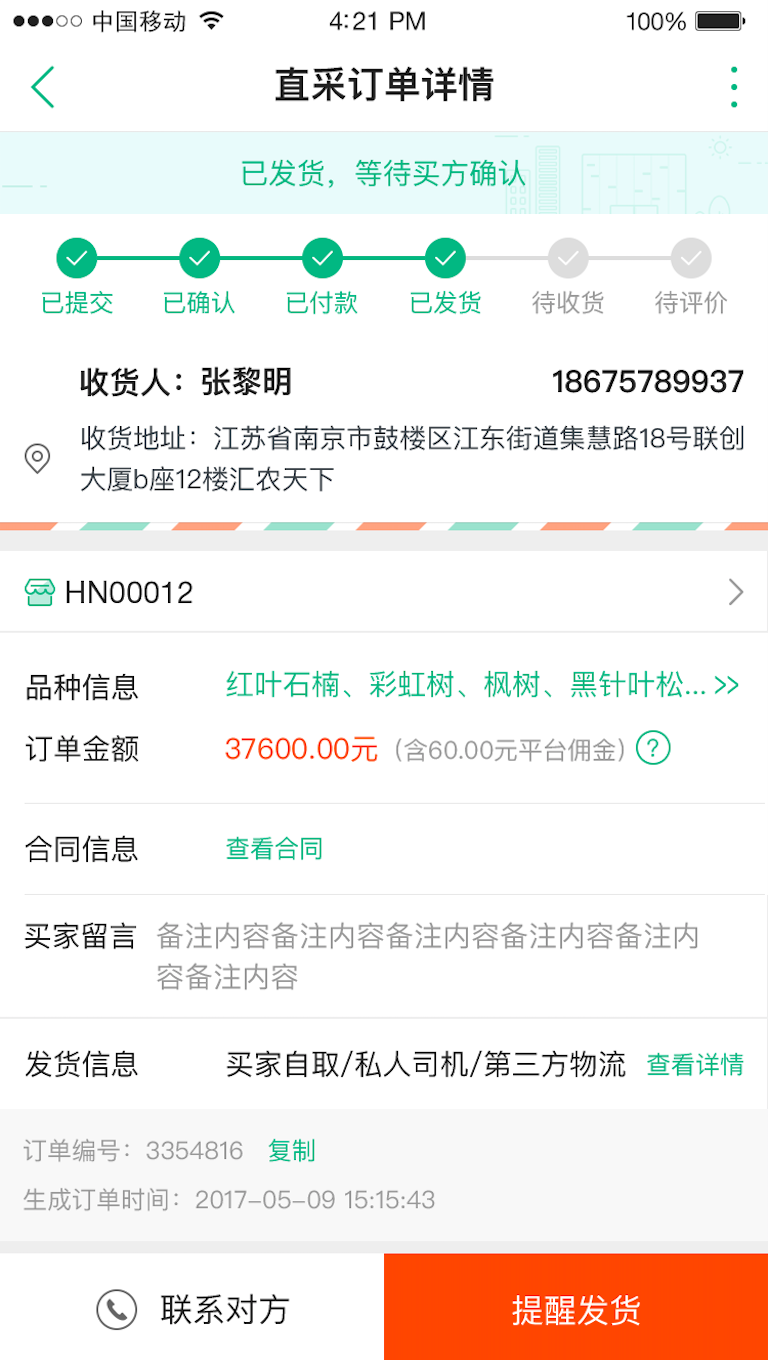 中国移动 4:21 PM 100%
直采订单详情
已发货，等待买方确认
已提交 已确认 已付款 已发货 待收货 待评价
收货人：张黎明 18675789937
收货地址：江苏省南京市鼓楼区江东街道集慧路18号联创
大厦b座12楼汇农天下
HN00012
品种信息 红叶石楠、彩虹树、枫树、黑针叶松... >>
订单金额 37600.00元（含60.00元平台佣金）?
合同信息 查看合同
买家留言 备注内容备注内容备注内容备注内容备注内
容备注内容
发货信息 买家自取/私人司机/第三方物流 查看详情
订单编号：3354816 复制
生成订单时间：2017-05-09 15:15:43
联系对方 提醒发货